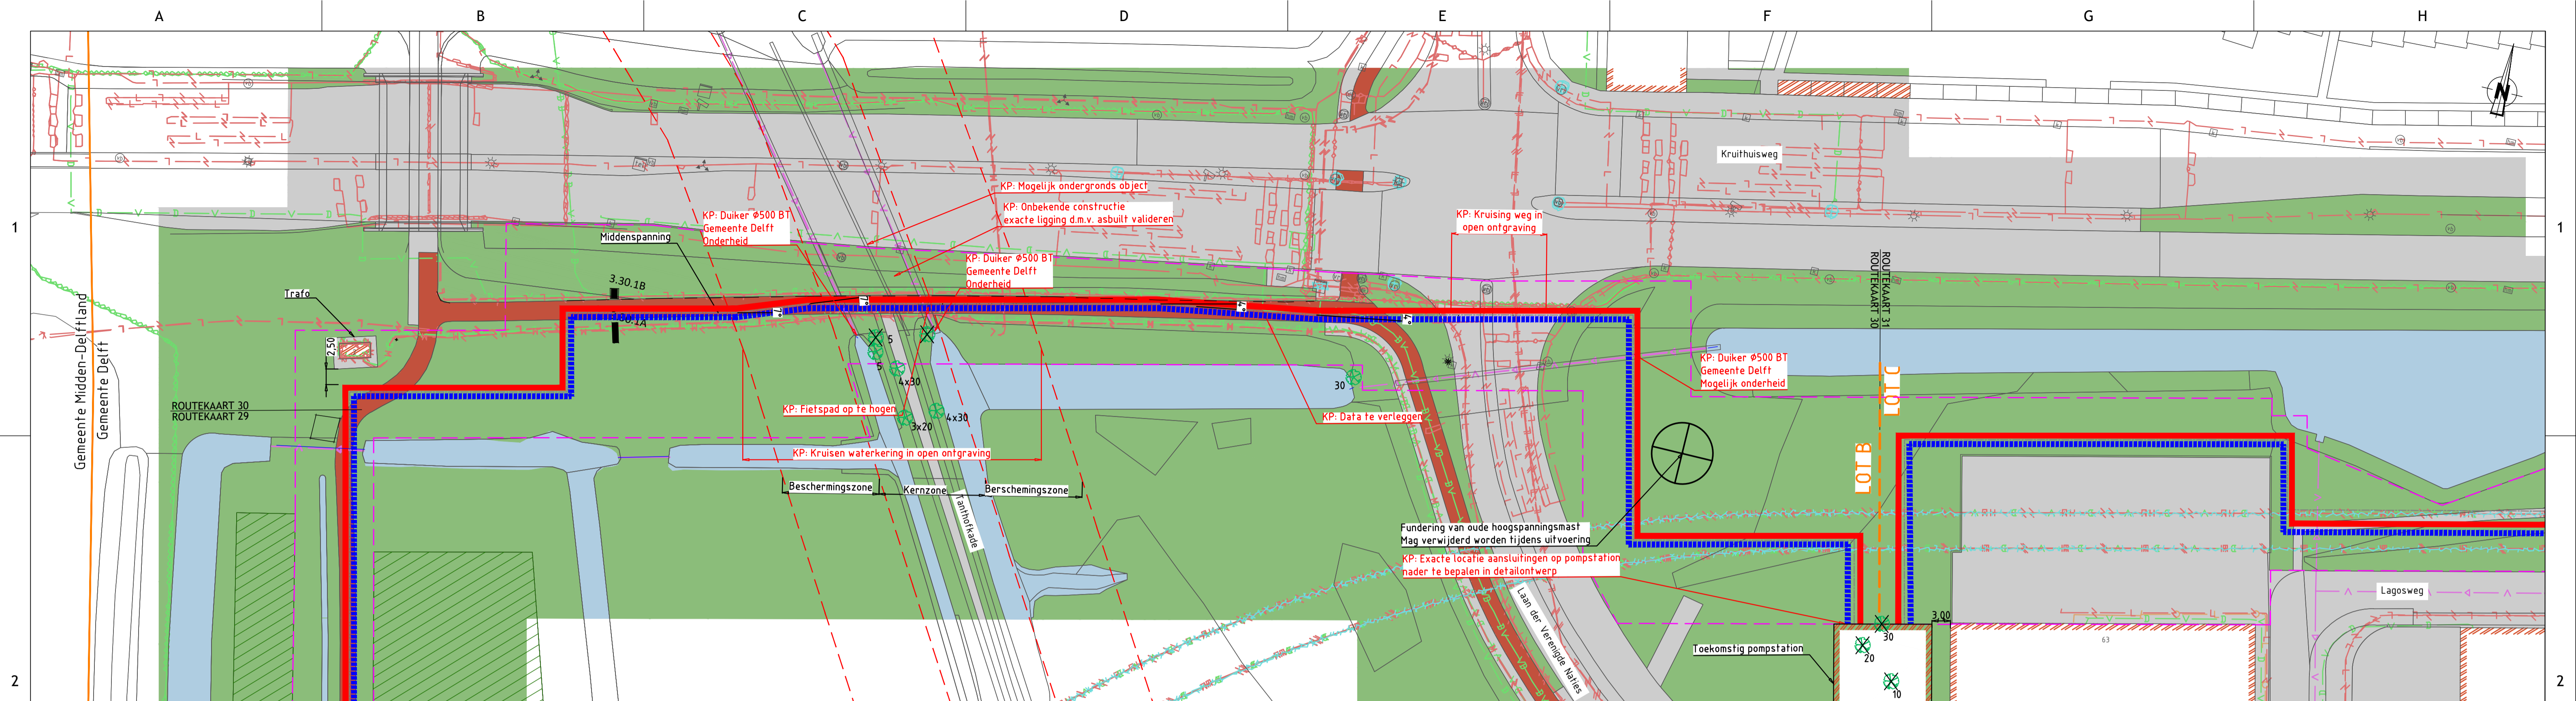 A
B
C
D
E
F
G
H
1
1
2
2
N
Kruithuisweg
KP: Mogelijk ondergronds object
KP: Onbekende constructie
exacte ligging d.m.v. asbuilt valideren
KP: Duiker Ø500 BT
Gemeente Delft
Onderheid
Middenspanning
KP: Duiker Ø500 BT
Gemeente Delft
Onderheid
KP: Kruising weg in
open ontgraving
ROUTEKAART 31
ROUTEKAART 30
3.30.1B
Trafo
2,50
Gemeente Midden-Delftland
Gemeente Delft
ROUTEKAART 30
ROUTEKAART 29
5
5
4x30
4x30
3x20
30
KP: Fietspad op te hogen
KP: Data te verleggen
KP: Kruisen waterkering in open ontgraving
KP: Duiker Ø500 BT
Gemeente Delft
Mogelijk onderheid
LOT C
LOT B
Beschermingszone
Kernzone
Berschemingszone
Tanthofkade
Fundering van oude hoogspanningsmast
Mag verwijderd worden tijdens uitvoering
KP: Exacte locatie aansluitingen op pompstation
nader te bepalen in detailontwerp
Laan der Verenigde Naties
Lagosweg
3,00
30
20
10
63
Toekomstig pompstation